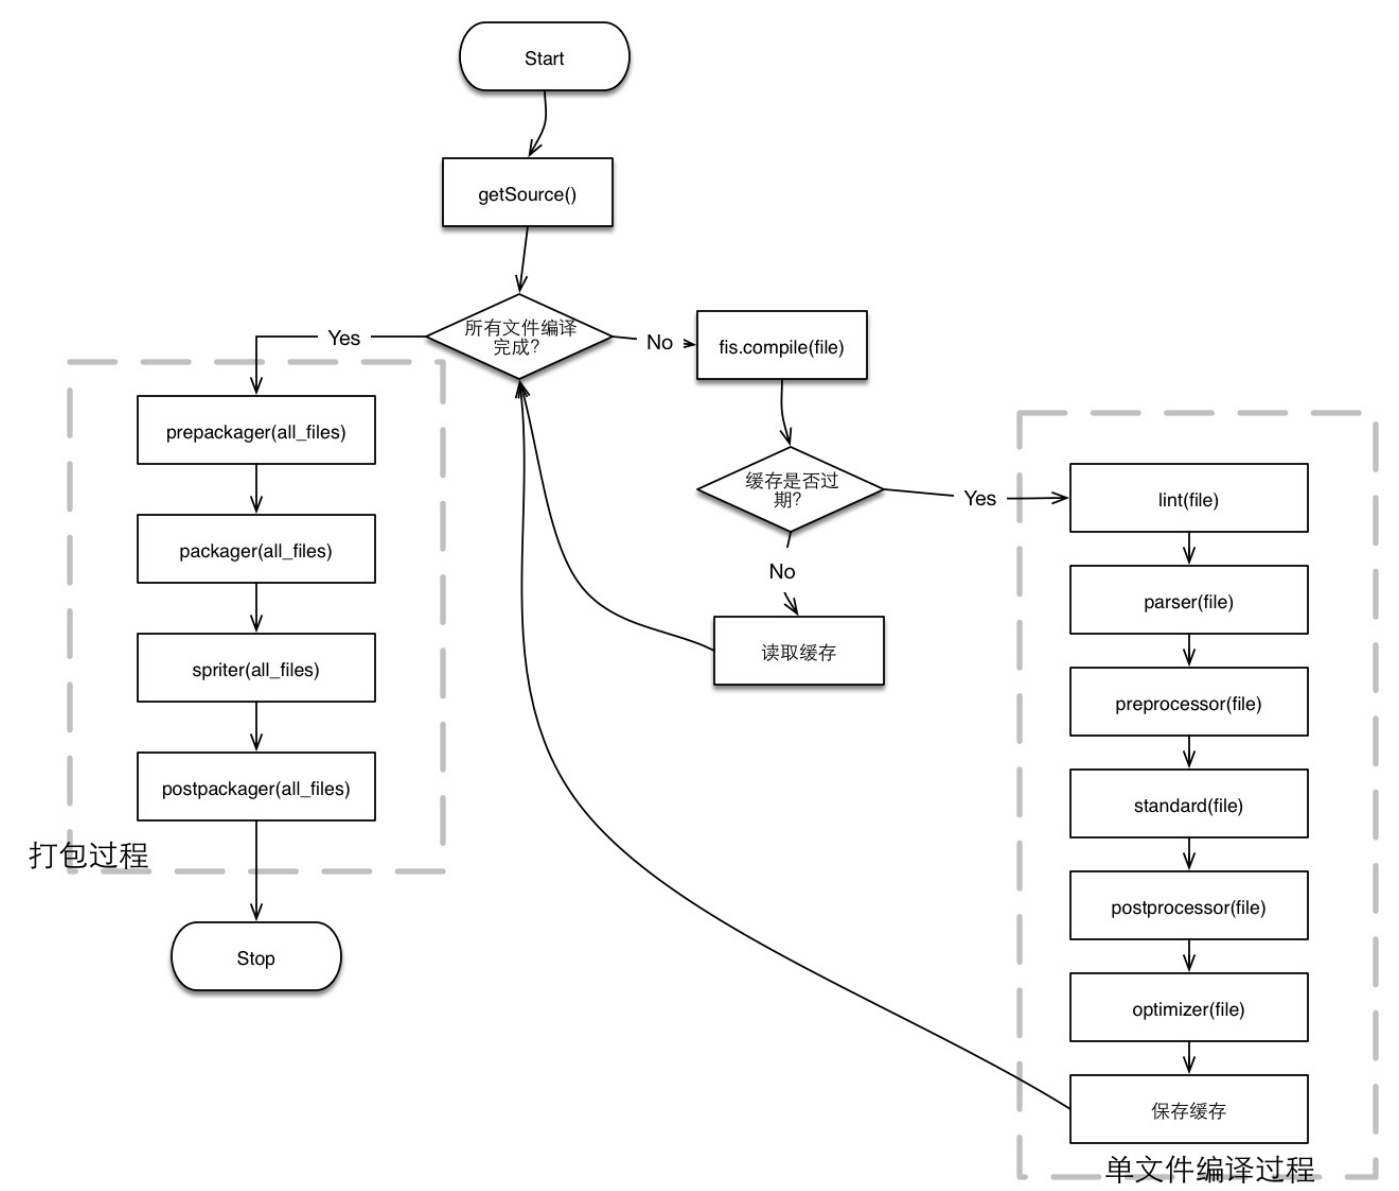 Start
getSource()
所有文件编译
完成?
Yes
No
fis.compile(file)
prepackager(all_files)
packager(all_files)
spriter(all_files)
postpackager(all_files)
打包过程
Stop
缓存是否过
期?
Yes
No
读取缓存
lint(file)
parser(file)
preprocessor(file)
standard(file)
postprocessor(file)
optimizer(file)
保存缓存
单文件编译过程